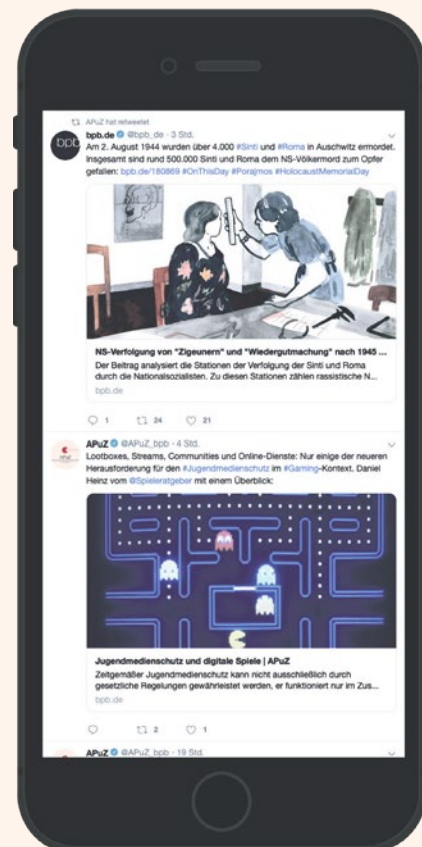 APuZ hat retweetet
bpb.de @bpb_de · 3 Std.
bpb
Am 2. August 1944 wurden über 4.000 #Sinti und #Roma in Auschwitz ermordet.
Insgesamt sind rund 500.000 Sinti und Roma dem NS-Völkermord zum Opfer
gefallen: bpb.de/180869 #OnThisDay #Porajmos #HolocaustMemorialDay
NS-Verfolgung von "Zigeunern" und "Wiedergutmachung" nach 1945 ...
Der Beitrag analysiert die Stationen der Verfolgung der Sinti und Roma
durch die Nationalsozialisten. Zu diesen Stationen zählen rassistische N...
bpb.de
1 24 21
APuZ @APuZ_bpb · 4 Std.
APuZ
Lootboxes, Streams, Communities und Online-Dienste: Nur einige der neueren
Herausforderung für den #Jugendmedienschutz im #Gaming-Kontext. Daniel
Heinz vom @Spieleratgeber mit einem Überblick:
Jugendmedienschutz und digitale Spiele | APuZ
Zeitgemäßer Jugendmedienschutz kann nicht ausschließlich durch
gesetzliche Regelungen gewährleistet werden, er funktioniert nur im Zus...
bpb.de
2 1
APuZ @APuZ_bpb · 19 Std.